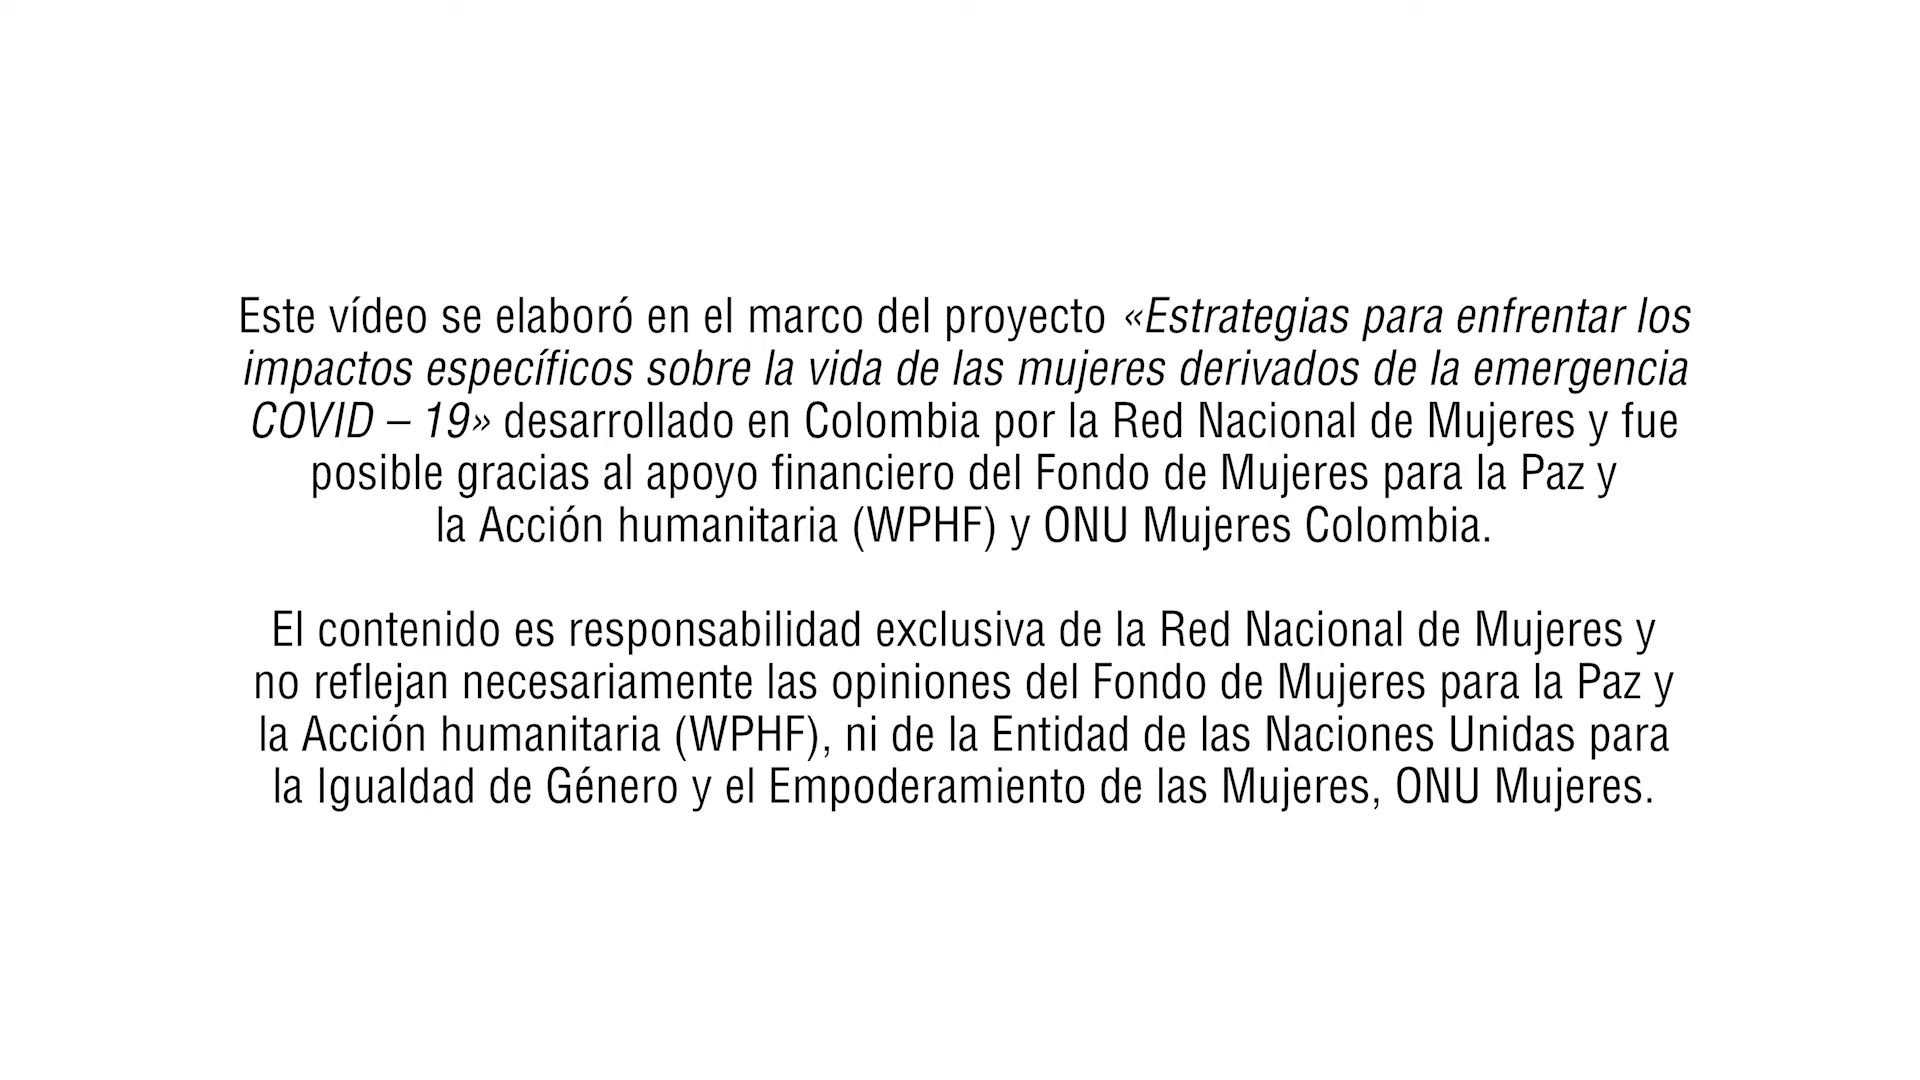 Este vídeo se elaboró en el marco del proyecto «Estrategias para enfrentar los
impactos específicos sobre la vida de las mujeres derivados de la emergencia
COVID – 19» desarrollado en Colombia por la Red Nacional de Mujeres y fue
posible gracias al apoyo financiero del Fondo de Mujeres para la Paz y
la Acción humanitaria (WPHF) y ONU Mujeres Colombia.
El contenido es responsabilidad exclusiva de la Red Nacional de Mujeres y
no reflejan necesariamente las opiniones del Fondo de Mujeres para la Paz y
la Acción humanitaria (WPHF), ni de la Entidad de las Naciones Unidas para
la Igualdad de Género y el Empoderamiento de las Mujeres, ONU Mujeres.